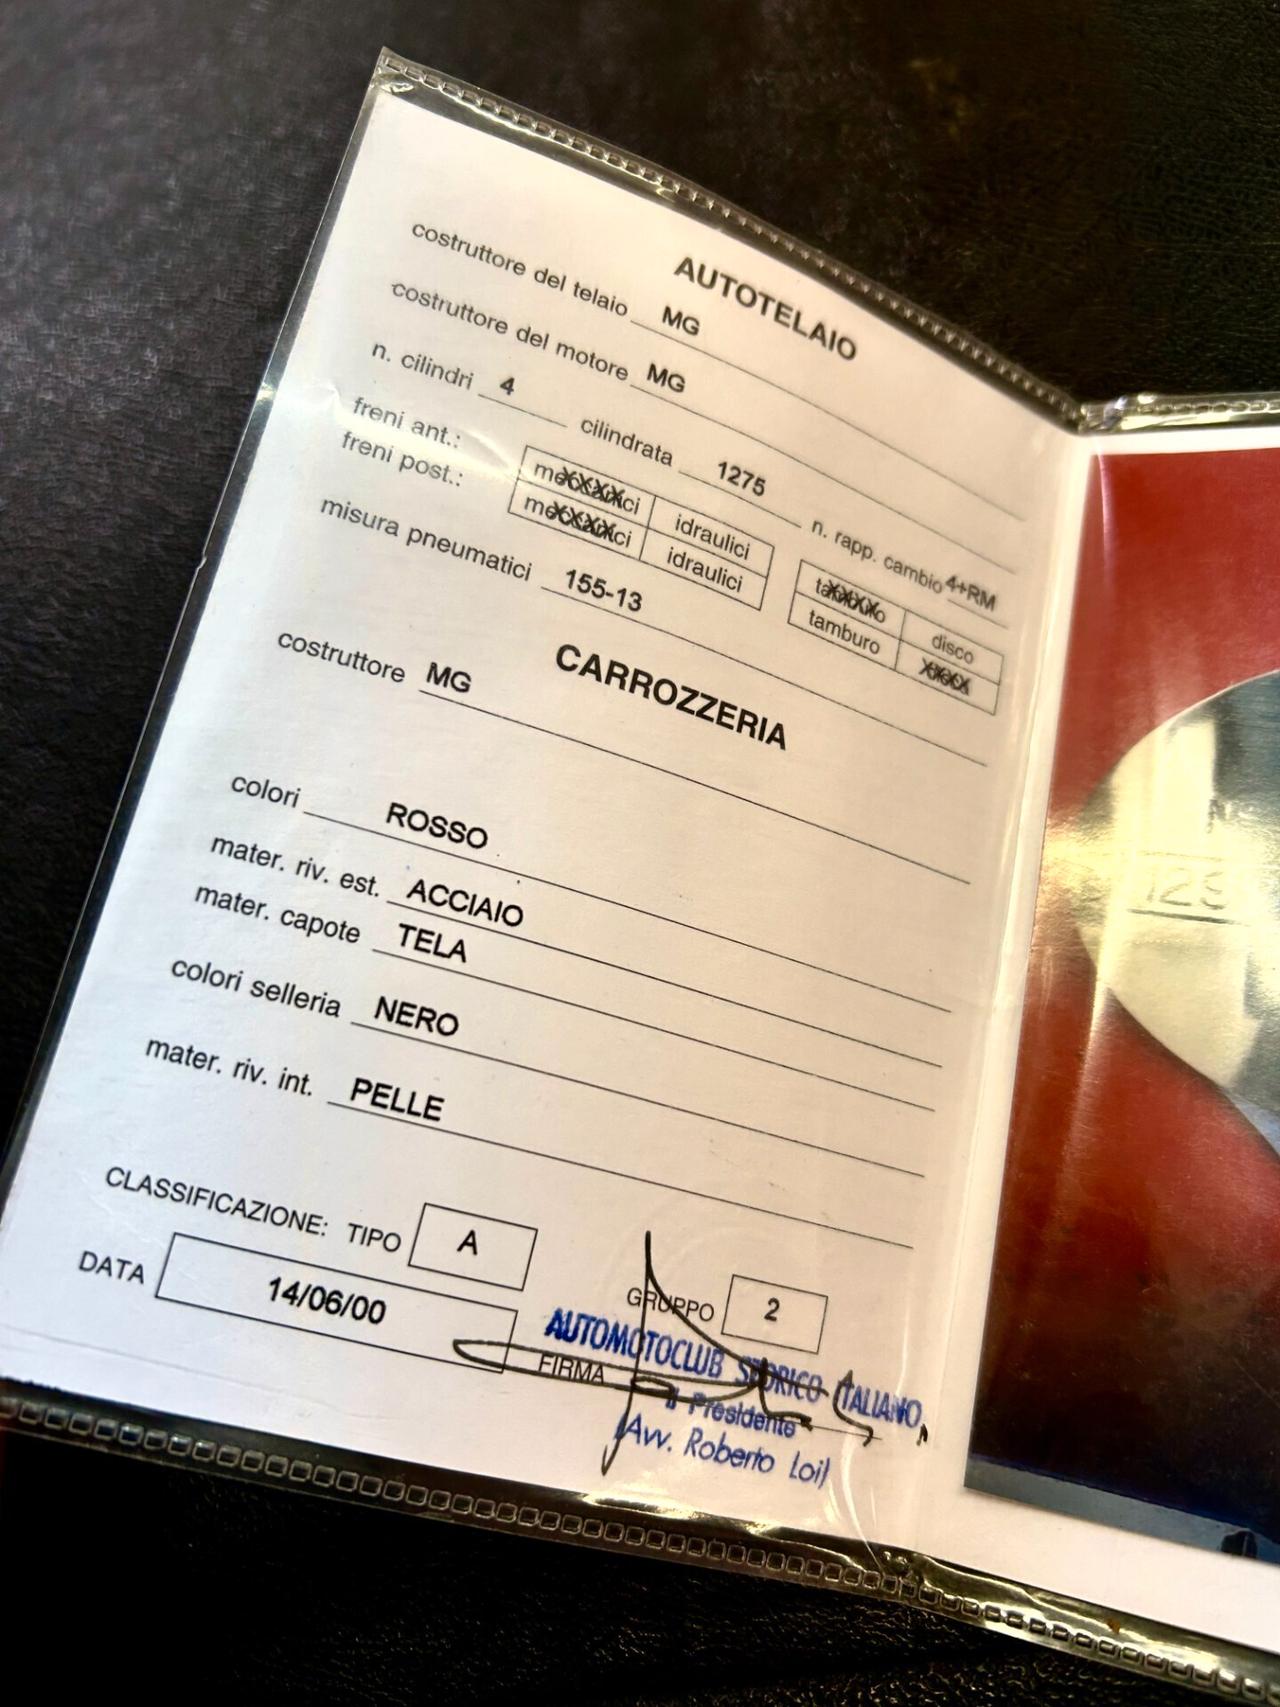 AUTOTELAIO
costruttore del telaio MG
costruttore del motore MG
n. cilindri 4 cilindrata 1275 n. rapp. cambio 4+RM
freni ant.: meccanici idraulici tamburo disco
freni post.: meccanici idraulici tamburo XXXX
misura pneumatici 155-13
CARROZZERIA
costruttore MG
colori ROSSO
mater. riv. est. ACCIAIO
mater. capote TELA
colori selleria NERO
mater. riv. int. PELLE
CLASSIFICAZIONE: TIPO A GRUPPO 2
DATA 14/06/00 FIRMA
AUTOMOTOCLUB STORICO ITALIANO
Il Presidente
(Avv. Roberto Loi)